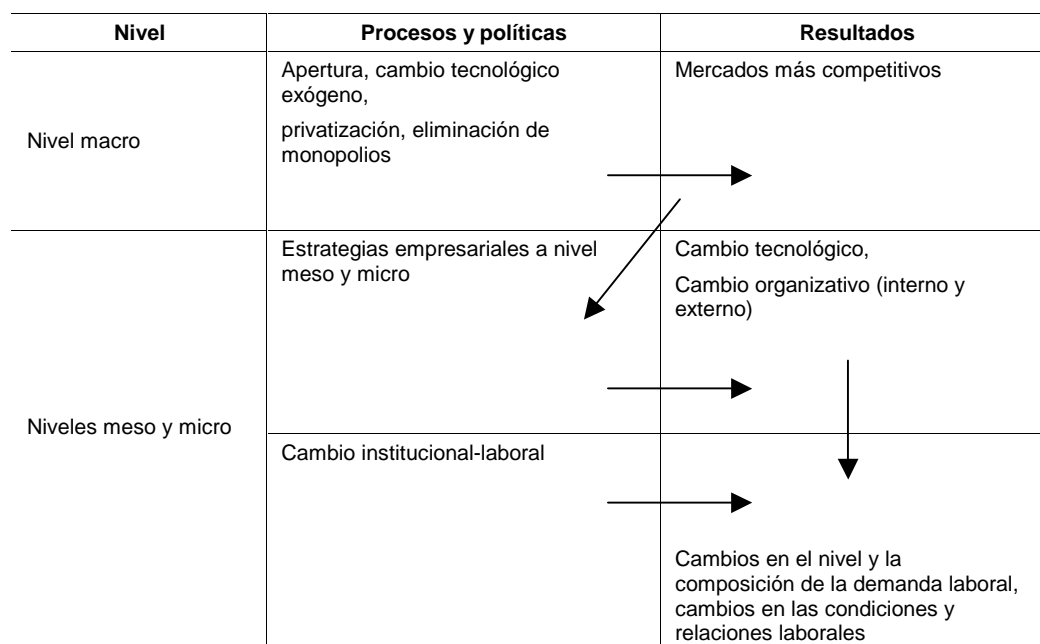 Nivel
Procesos y políticas
Resultados
Nivel macro
Apertura, cambio tecnológico
exógeno,
privatización, eliminación de
monopolios
Mercados más competitivos
Niveles meso y micro
Estrategias empresariales a nivel
meso y micro
Cambio tecnológico,
Cambio organizativo (interno y
externo)
Cambio institucional-laboral
Cambios en el nivel y la
composición de la demanda laboral,
cambios en las condiciones y
relaciones laborales